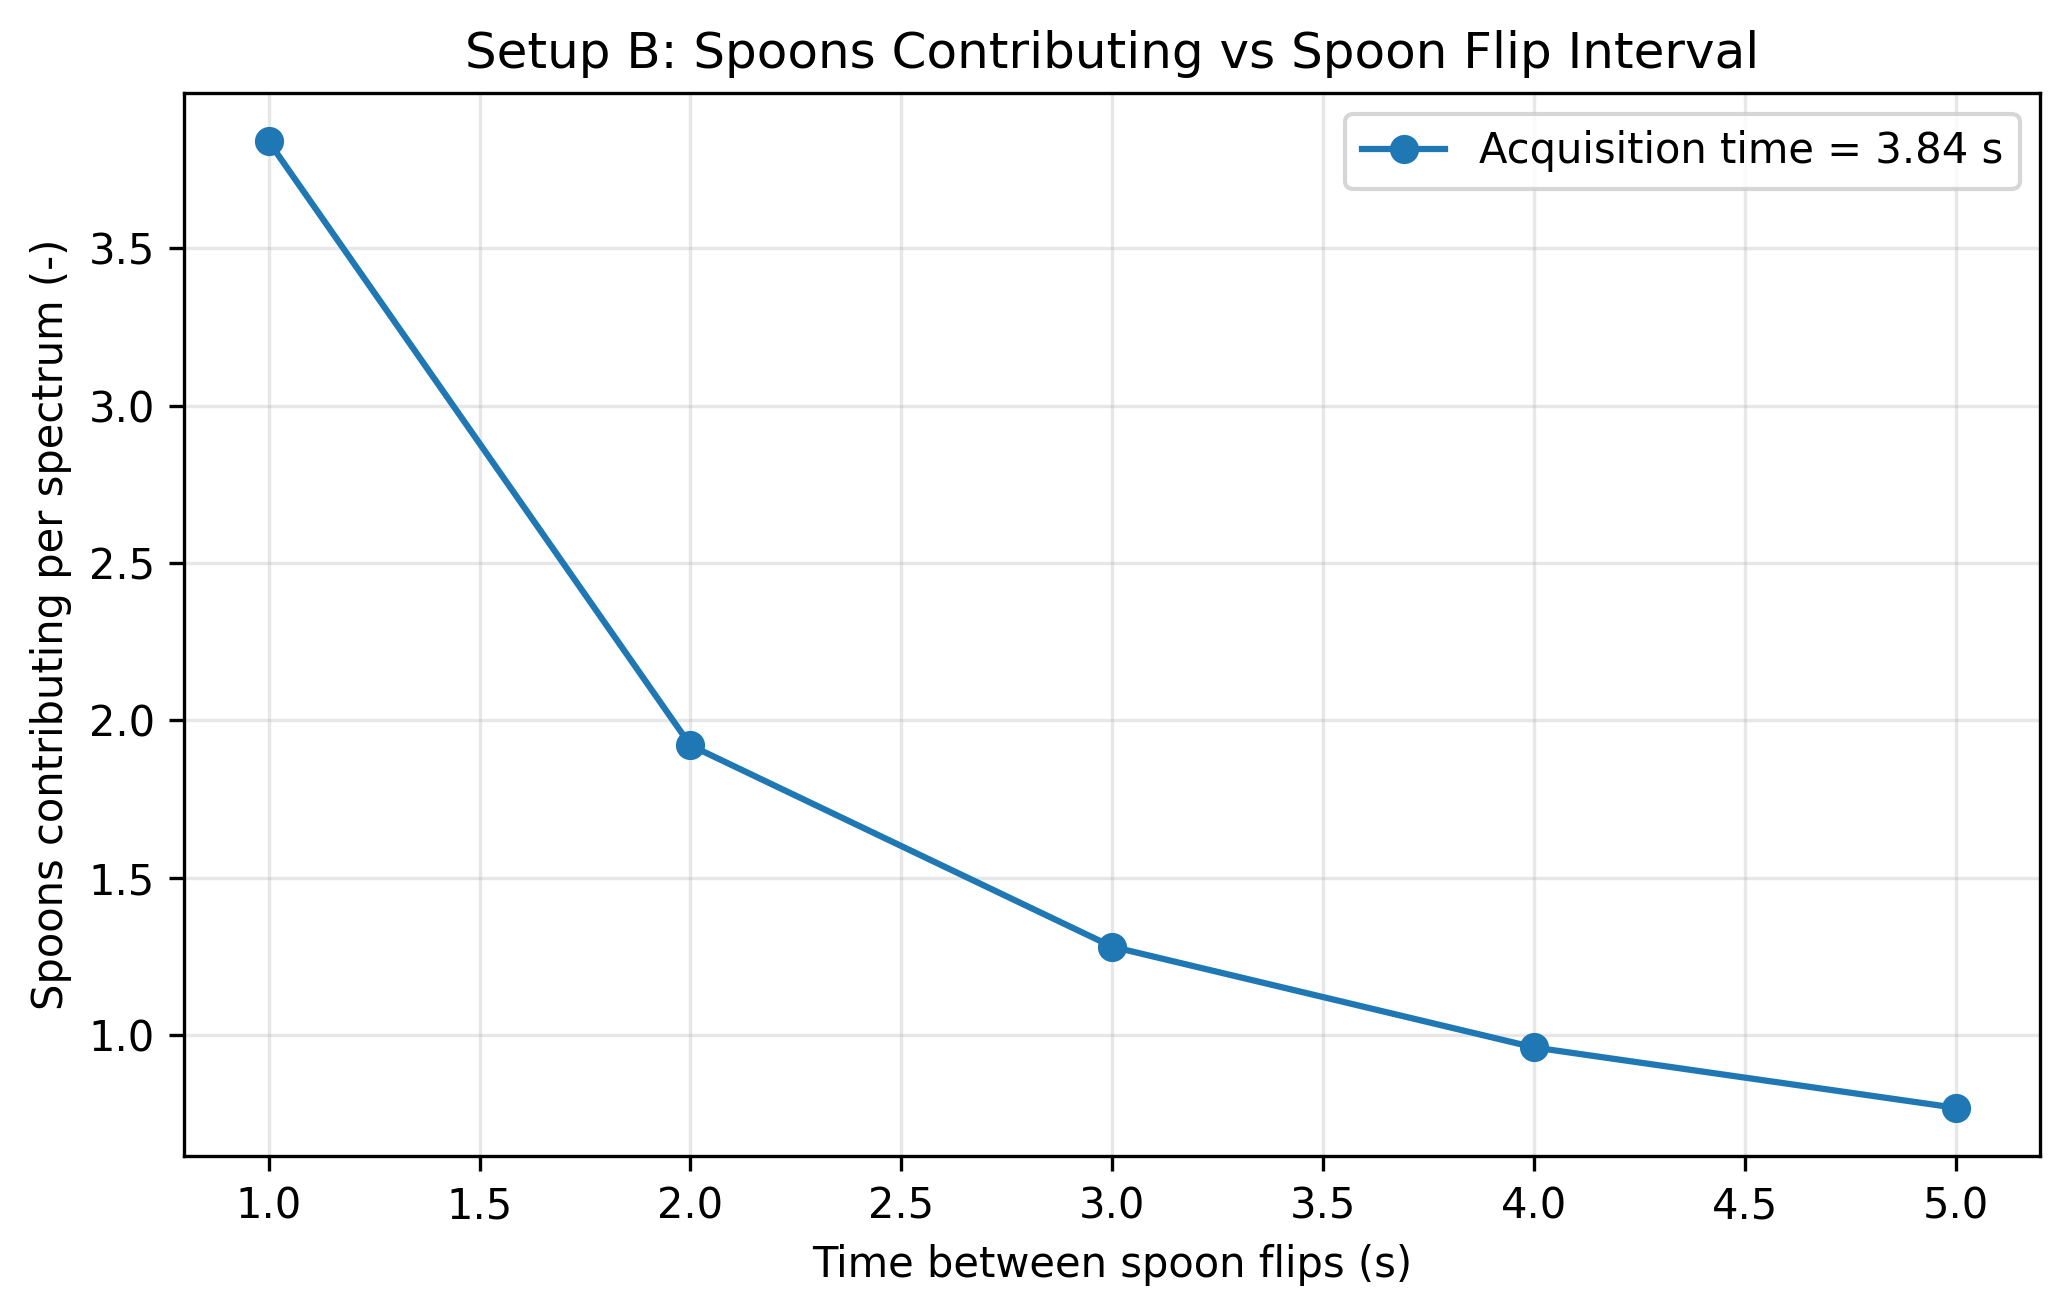 Setup B: Spoons Contributing vs Spoon Flip Interval
Acquisition time = 3.84 s
Spoons contributing per spectrum (-)
3.5
3.0
2.5
2.0
1.5
1.0
1.0 1.5 2.0 2.5 3.0 3.5 4.0 4.5 5.0
Time between spoon flips (s)